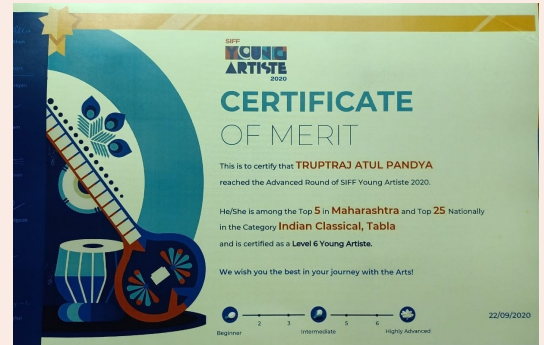 SIFF
YOUNG
ARTISTE
2020
CERTIFICATE
OF MERIT
This is to certify that TRUPTRAJ ATUL PANDYA
reached the Advanced Round of SIFF Young Artiste 2020.
He/She is among the Top 5 in Maharashtra and Top 25 Nationally
in the Category Indian Classical, Tabla
and is certified as a Level 6 Young Artiste.
We wish you the best in your journey with the Arts!
2 3 5 6
Beginner Intermediate Highly Advanced
22/09/2020